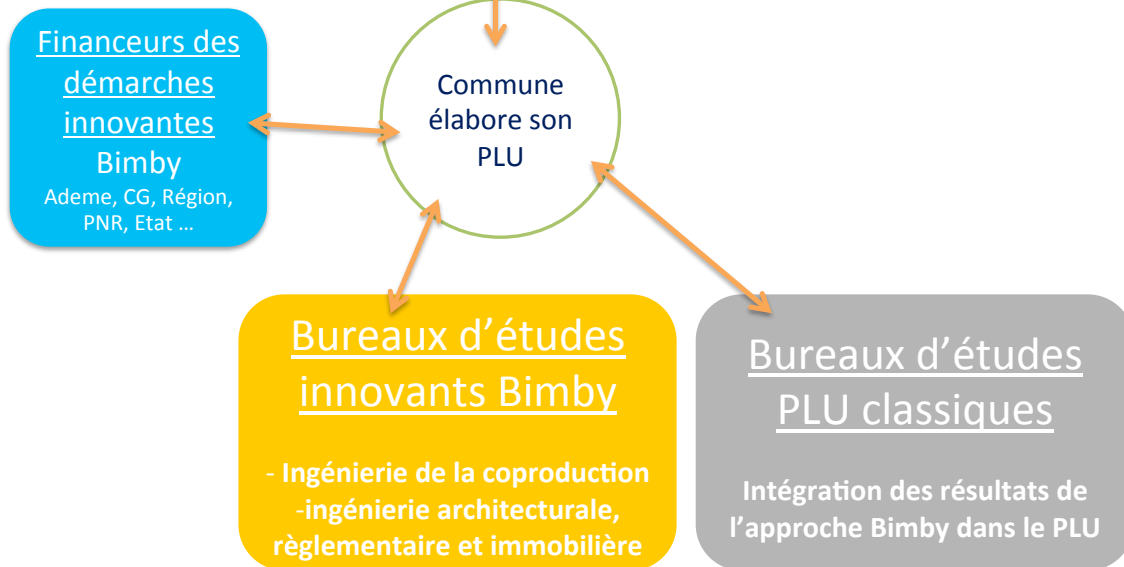 Financeurs des
démarches
innovantes
Bimby
Ademe, CG, Région,
PNR, Etat ...
Commune
élabore son
PLU
Bureaux d’études
innovants Bimby
- Ingénierie de la coproduction
-ingénierie architecturale,
règlementaire et immobilière
Bureaux d’études
PLU classiques
Intégration des résultats de
l’approche Bimby dans le PLU